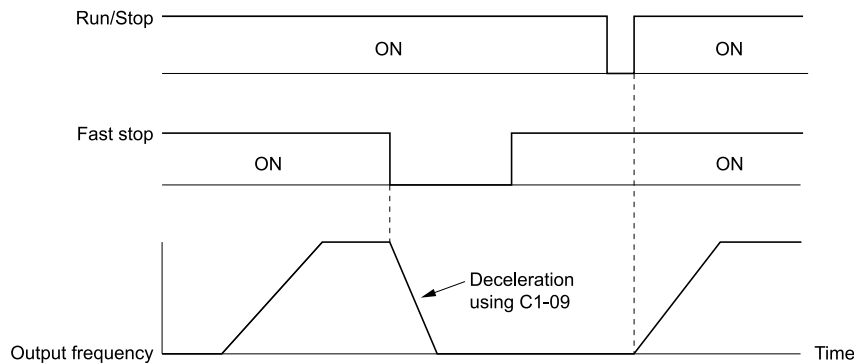 Run/Stop
ON
ON
Fast stop
ON
ON
Deceleration
using C1-09
Output frequency
Time